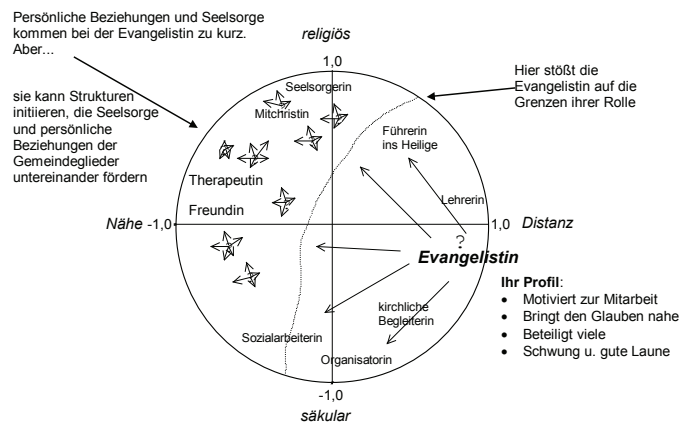 Persönliche Beziehungen und Seelsorge
kommen bei der Evangelistin zu kurz.
Aber...
religiös
1,0
Hier stößt die
Evangelistin auf die
Grenzen ihrer Rolle
sie kann Strukturen
initiieren, die Seelsorge
und persönliche
Beziehungen der
Gemeindeglieder
untereinander fördern
Seelsorgerin
Mitchristin
Führerin
ins Heilige
Therapeutin
Lehrerin
Freundin
Nähe -1,0
1,0 Distanz
?
Evangelistin
Ihr Profil:
• Motiviert zur Mitarbeit
• Bringt den Glauben nahe
• Beteiligt viele
• Schwung u. gute Laune
kirchliche
Begleiterin
Sozialarbeiterin
Organisatorin
-1,0
säkular